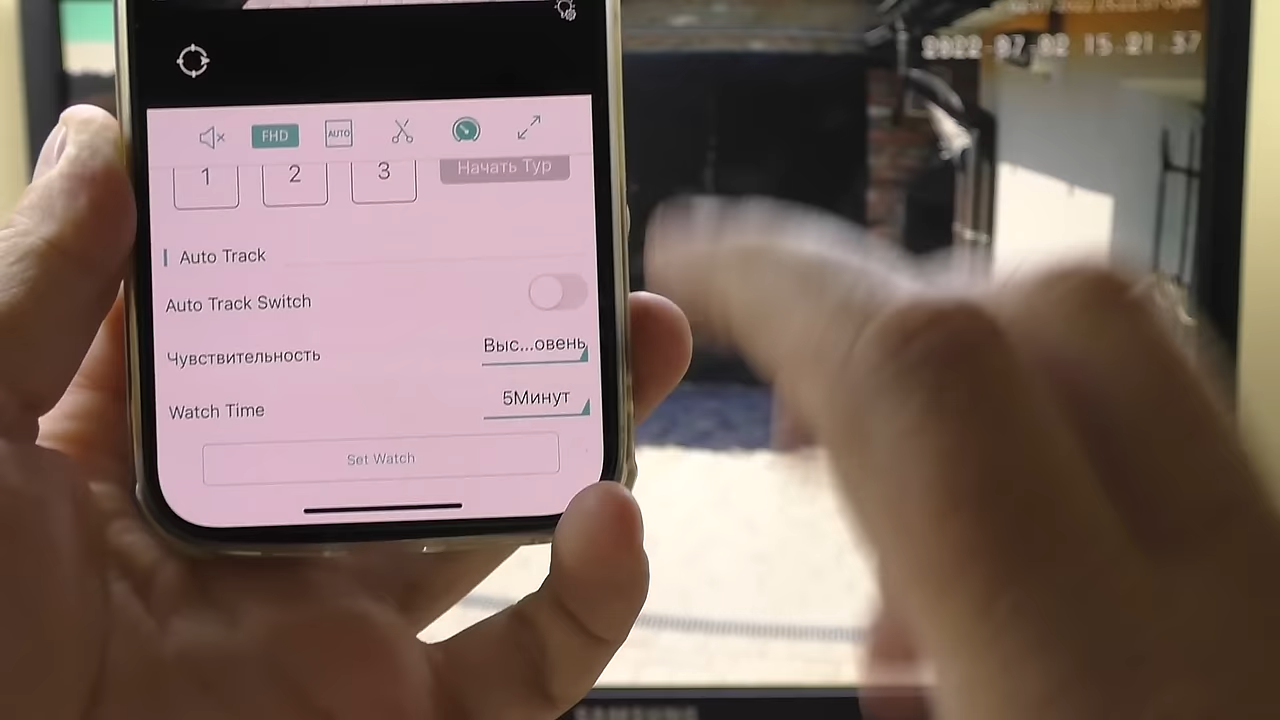 2022-07-02 15:21:37
FHD
AUTO
1 2 3 Начать Тур
Auto Track
Auto Track Switch
Чувствительность Выс...овень
Watch Time 5Минут
Set Watch
SAMSUNG